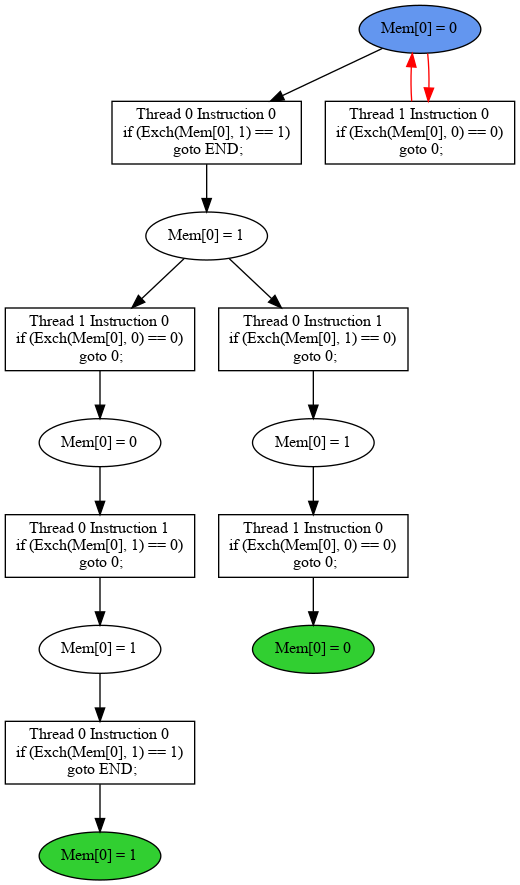 Mem[0] = 0
Thread 0 Instruction 0
if (Exch(Mem[0], 1) == 1)
goto END;
Thread 1 Instruction 0
if (Exch(Mem[0], 0) == 0)
goto 0;
Mem[0] = 1
Thread 1 Instruction 0
if (Exch(Mem[0], 0) == 0)
goto 0;
Thread 0 Instruction 1
if (Exch(Mem[0], 1) == 0)
goto 0;
Mem[0] = 0
Mem[0] = 1
Thread 0 Instruction 1
if (Exch(Mem[0], 1) == 0)
goto 0;
Thread 1 Instruction 0
if (Exch(Mem[0], 0) == 0)
goto 0;
Mem[0] = 1
Mem[0] = 0
Thread 0 Instruction 0
if (Exch(Mem[0], 1) == 1)
goto END;
Mem[0] = 1